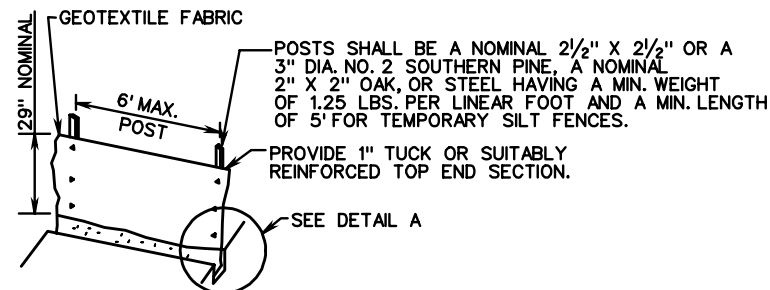 GEOTEXTILE FABRIC
29" NOMINAL
6' MAX.
POST
POSTS SHALL BE A NOMINAL 2½" X 2½" OR A
3" DIA. NO. 2 SOUTHERN PINE, A NOMINAL
2" X 2" OAK, OR STEEL HAVING A MIN. WEIGHT
OF 1.25 LBS. PER LINEAR FOOT AND A MIN. LENGTH
OF 5' FOR TEMPORARY SILT FENCES.
PROVIDE 1" TUCK OR SUITABLY
REINFORCED TOP END SECTION.
SEE DETAIL A